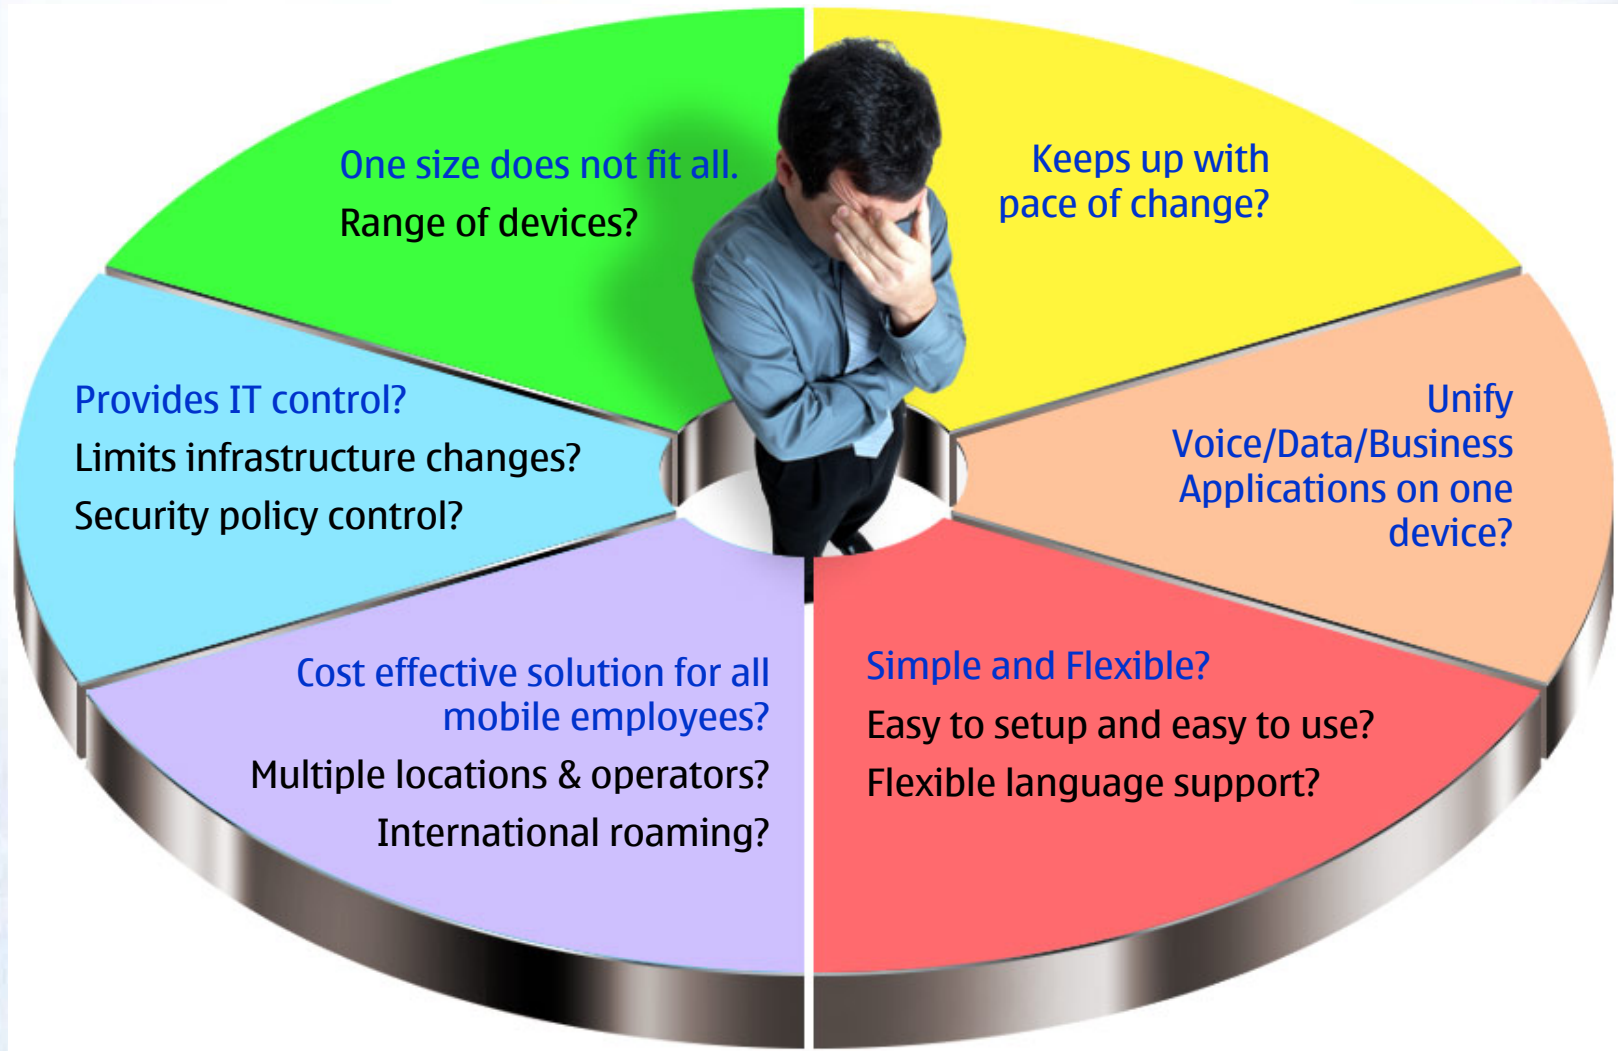 One size does not fit all.
Range of devices?
Keeps up with
pace of change?
Provides IT control?
Limits infrastructure changes?
Security policy control?
Unify
Voice/Data/Business
Applications on one
device?
Cost effective solution for all
mobile employees?
Multiple locations & operators?
International roaming?
Simple and Flexible?
Easy to setup and easy to use?
Flexible language support?